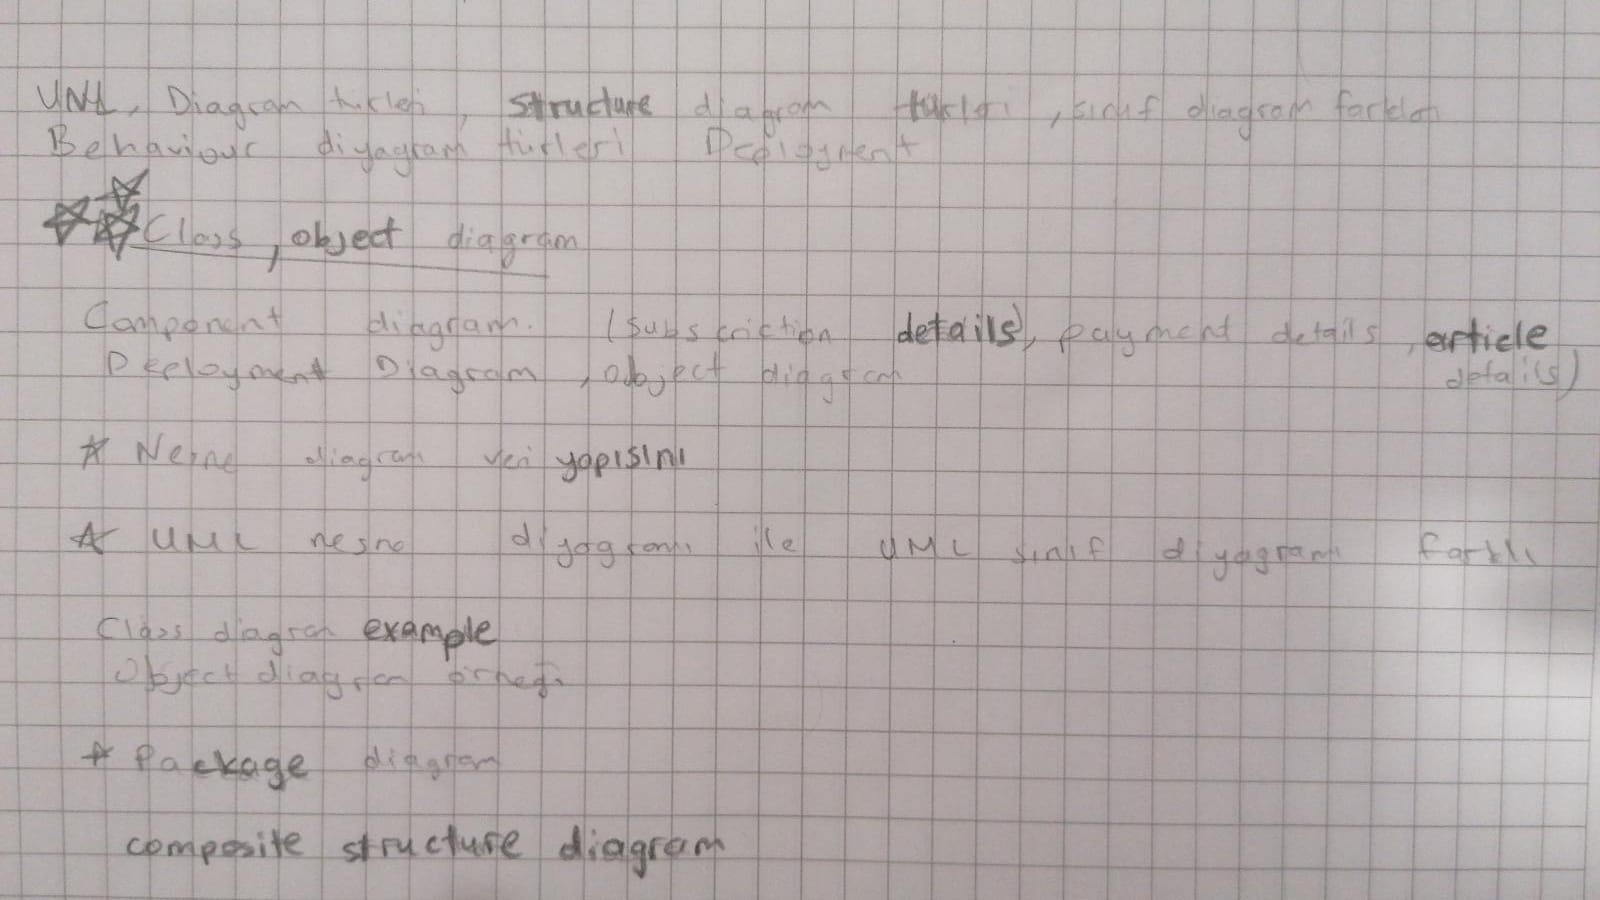 UML, Diagram türleri, structure diagram türleri, sınıf diagram farkları
Behaviour diyagram türleri Deployment
Class, object diagram
Component diagram. (Subscriction details), payment details, article
Deployment Diagram, object diagram details)
* Nesne diagram veri yapısını
* UML nesne diyagramı ile UML sınıf diyagramı farklı
Class diagram example
Object diagram örneği
* Package diagram
composite structure diagram